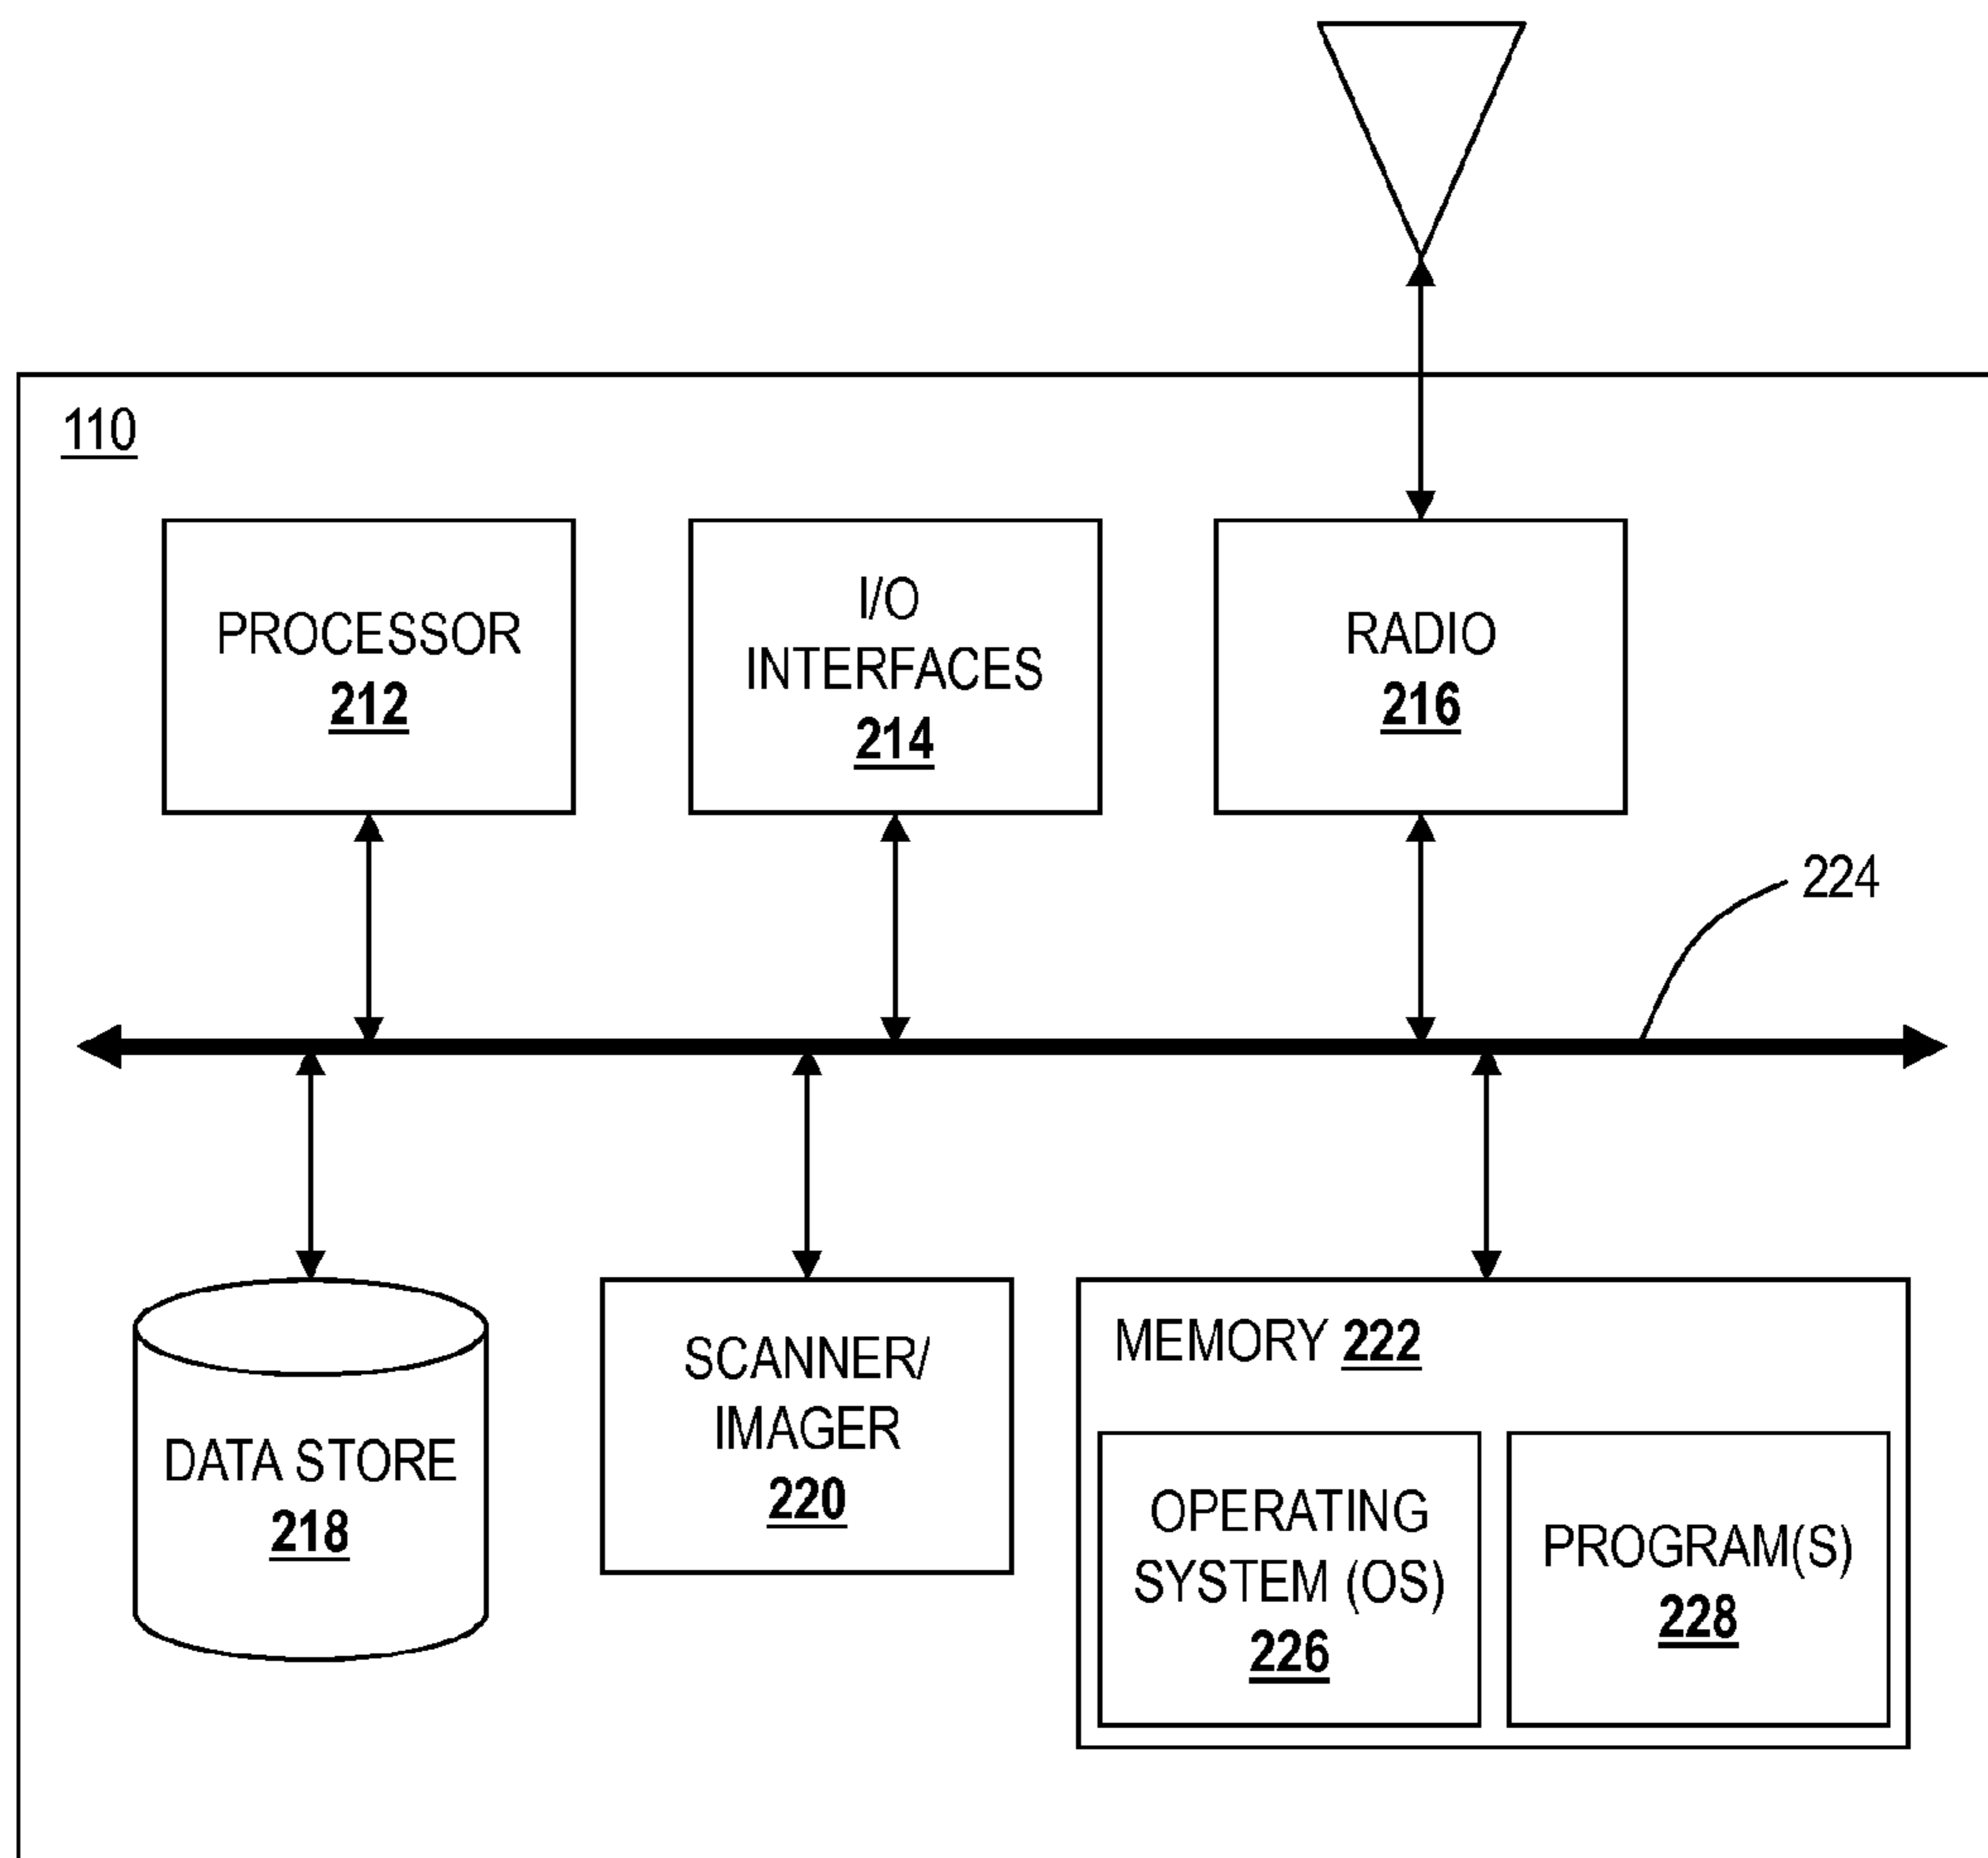 110
PROCESSOR
212
I/O
INTERFACES
214
RADIO
216
224
DATA STORE
218
SCANNER/
IMAGER
220
MEMORY 222
OPERATING
SYSTEM (OS)
226
PROGRAM(S)
228